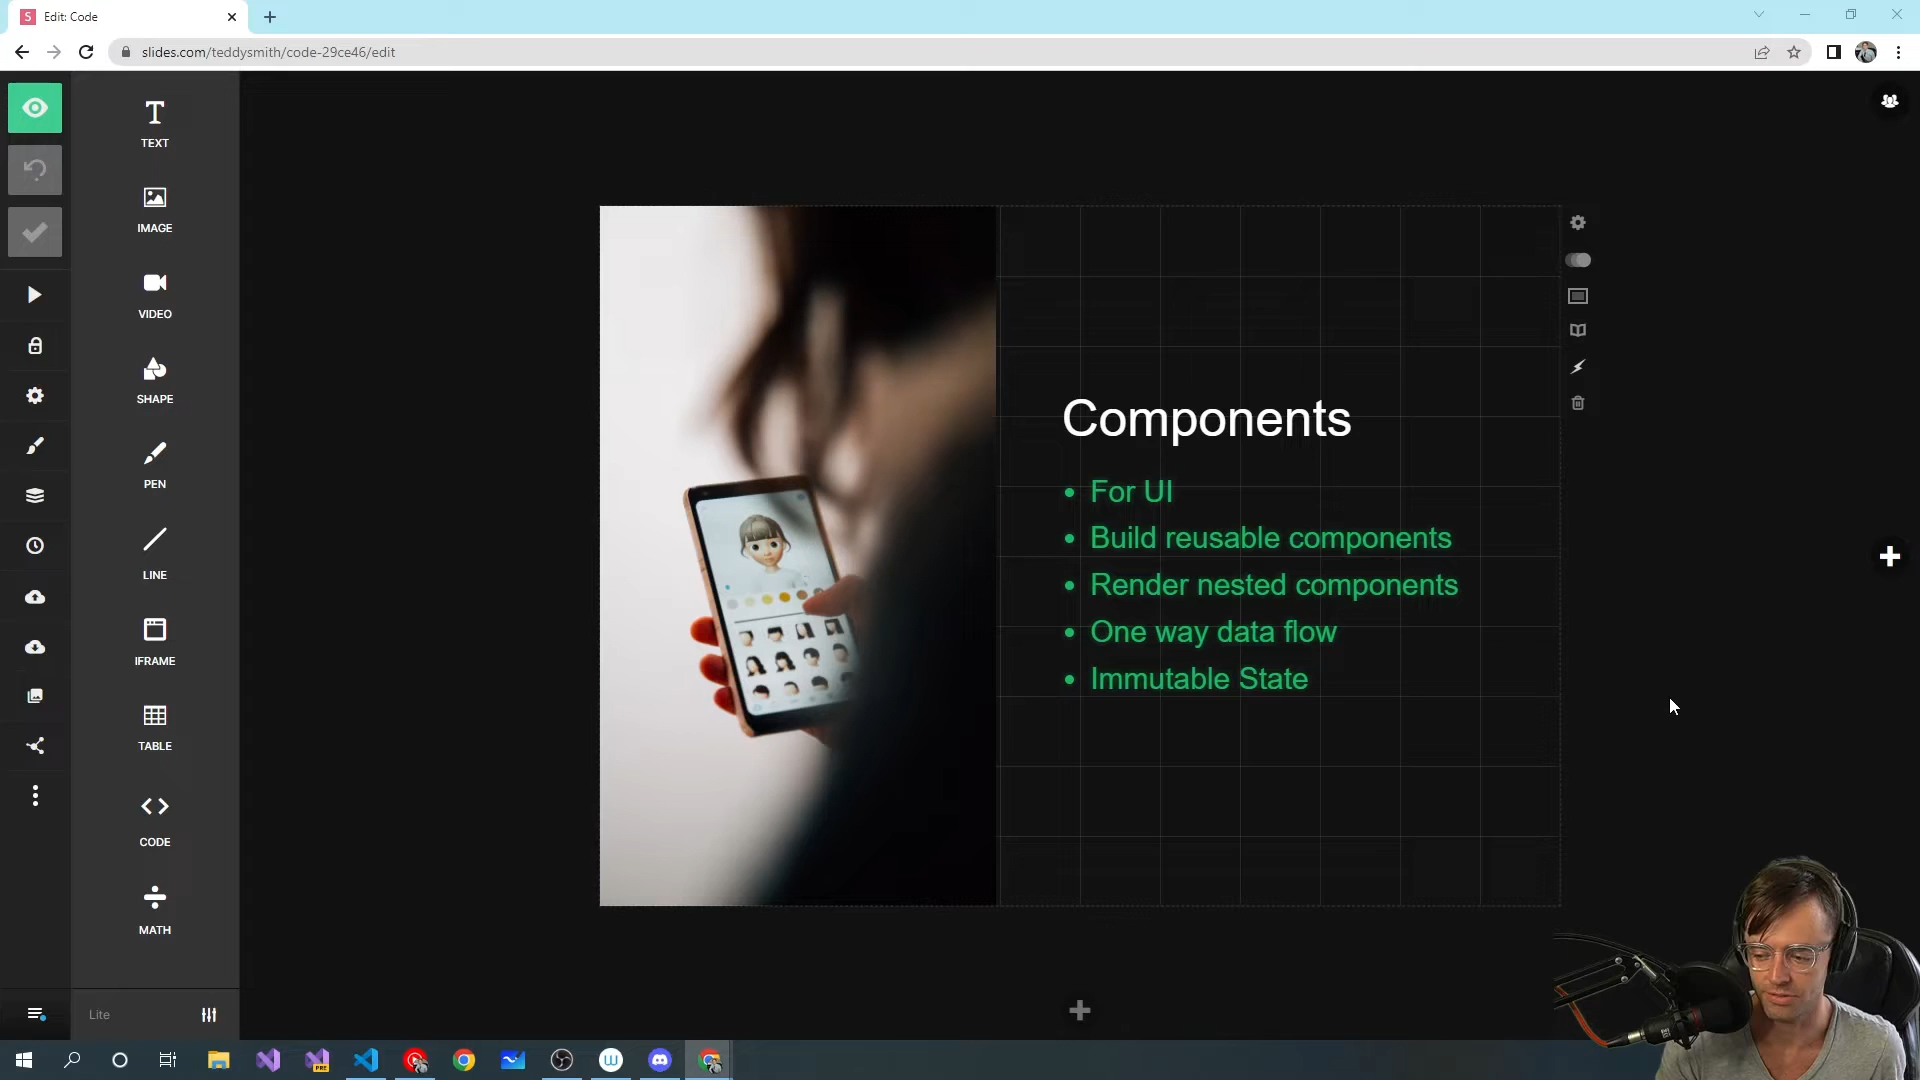 S Edit: Code
slides.com/teddysmith/code-29ce46/edit
TEXT
IMAGE
VIDEO
SHAPE
PEN
LINE
IFRAME
TABLE
CODE
MATH
Lite
Components
• For UI
• Build reusable components
• Render nested components
• One way data flow
• Immutable State
PRE
W